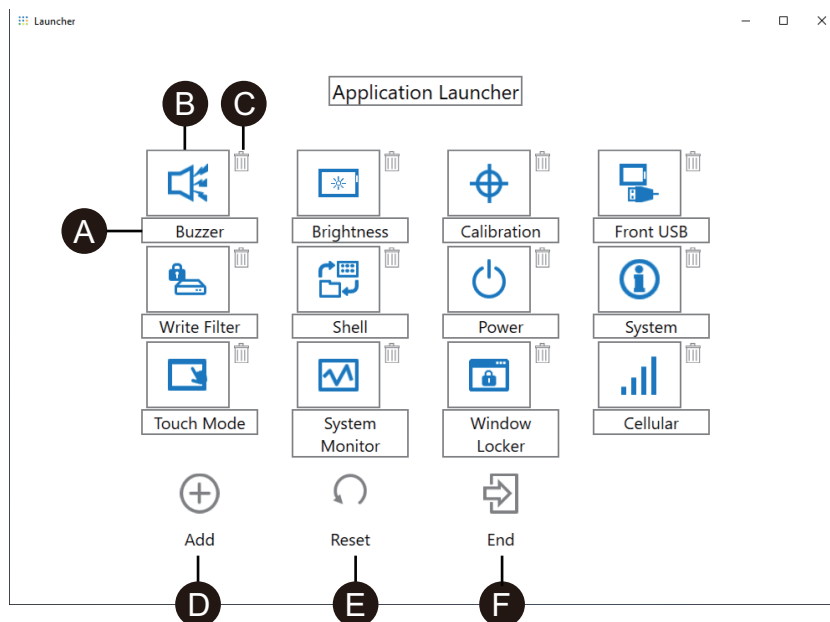 Launcher
Application Launcher
B C
A
Buzzer Brightness Calibration Front USB
Write Filter Shell Power System
Touch Mode System Monitor Window Locker Cellular
Add Reset End
D E F